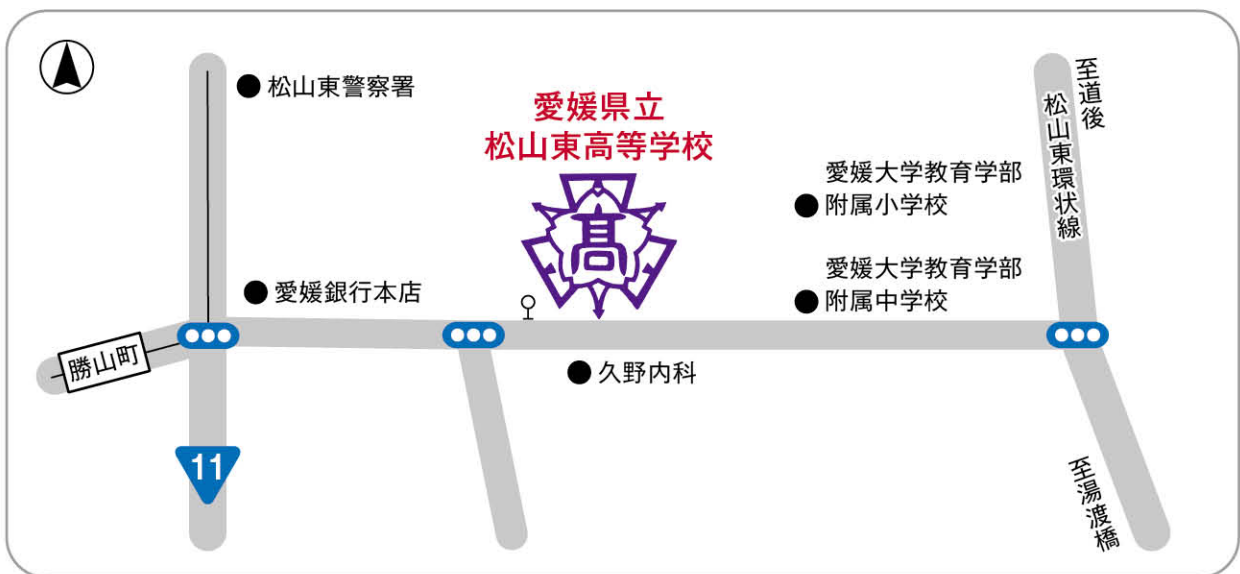 松山東警察署
愛媛県立
松山東高等学校
髙
愛媛大学教育学部
附属小学校
愛媛大学教育学部
附属中学校
至道後
松山東環状線
愛媛銀行本店
勝山町
久野内科
11
至湯渡橋